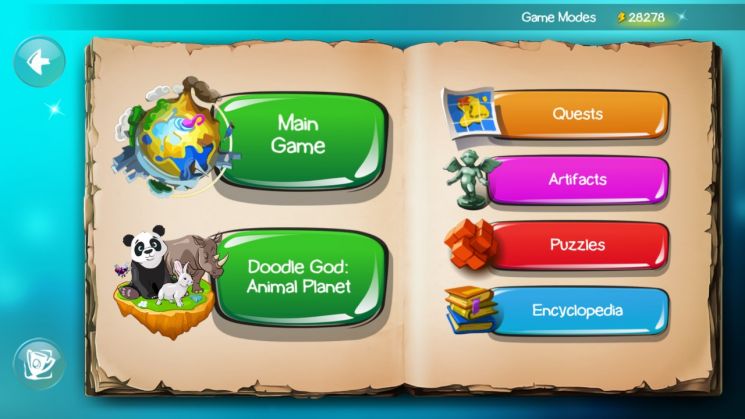 Game Modes 28278
Main
Game
Doodle God:
Animal Planet
Quests
Artifacts
Puzzles
Encyclopedia